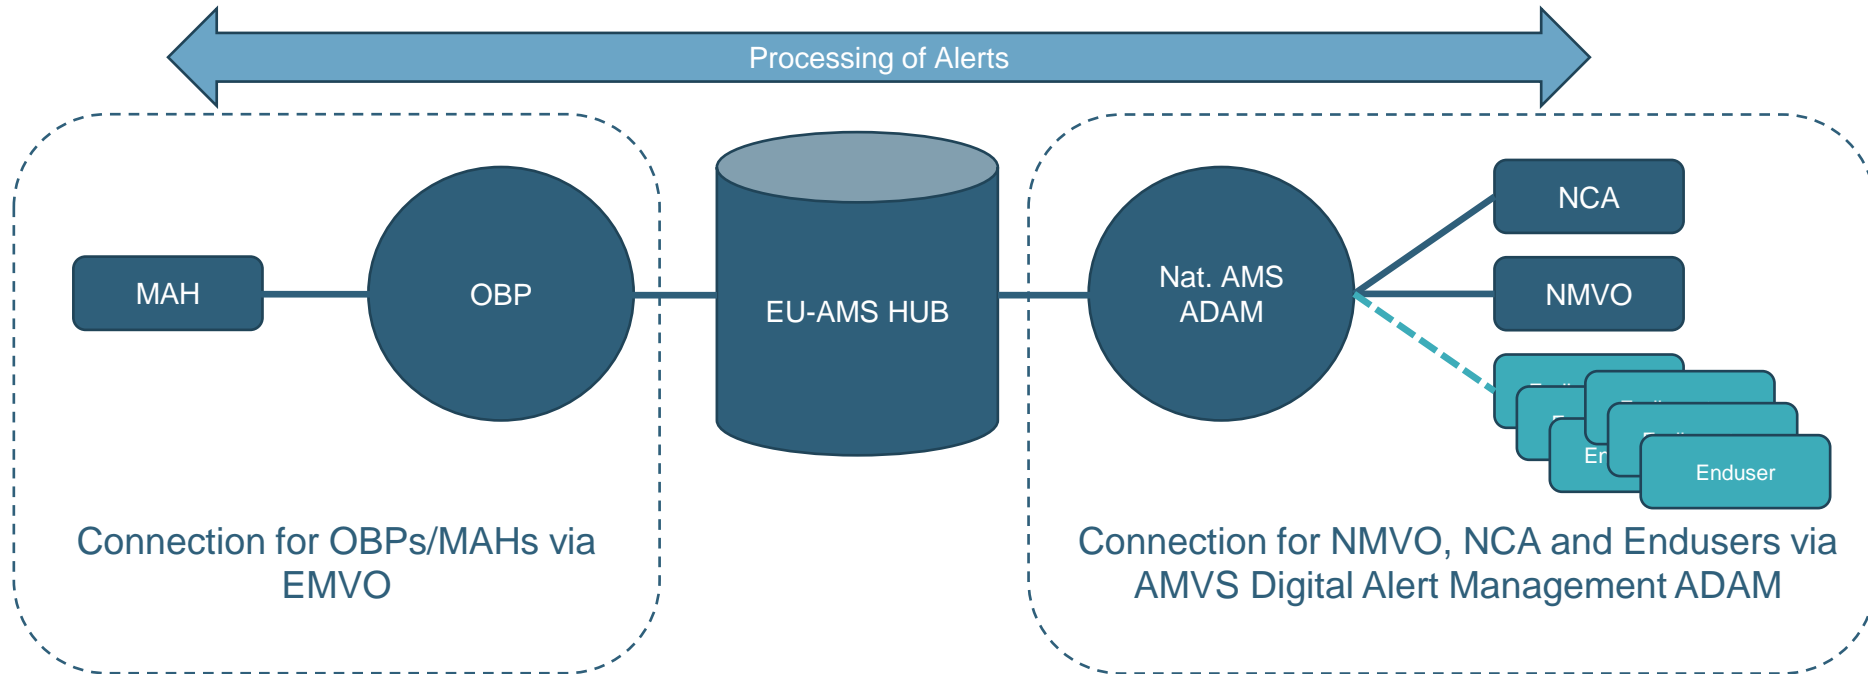 Processing of Alerts
MAH
OBP
EU-AMS HUB
Nat. AMS
ADAM
NCA
NMVO
Enduser
Connection for OBPs/MAHs via
EMVO
Connection for NMVO, NCA and Endusers via
AMVS Digital Alert Management ADAM